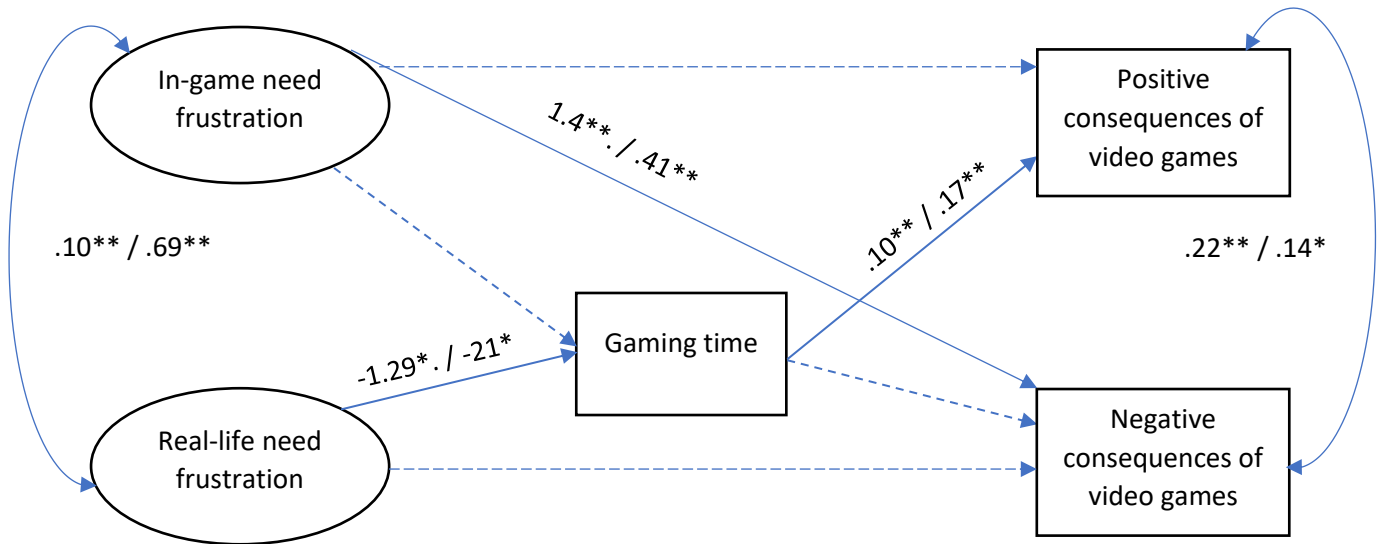 In-game need
frustration
Positive
consequences of
video games
1.4**. / .41**
.10** / .17**
.10** / .69**
.22** / .14*
Gaming time
-1.29*. / -21*
Real-life need
frustration
Negative
consequences of
video games